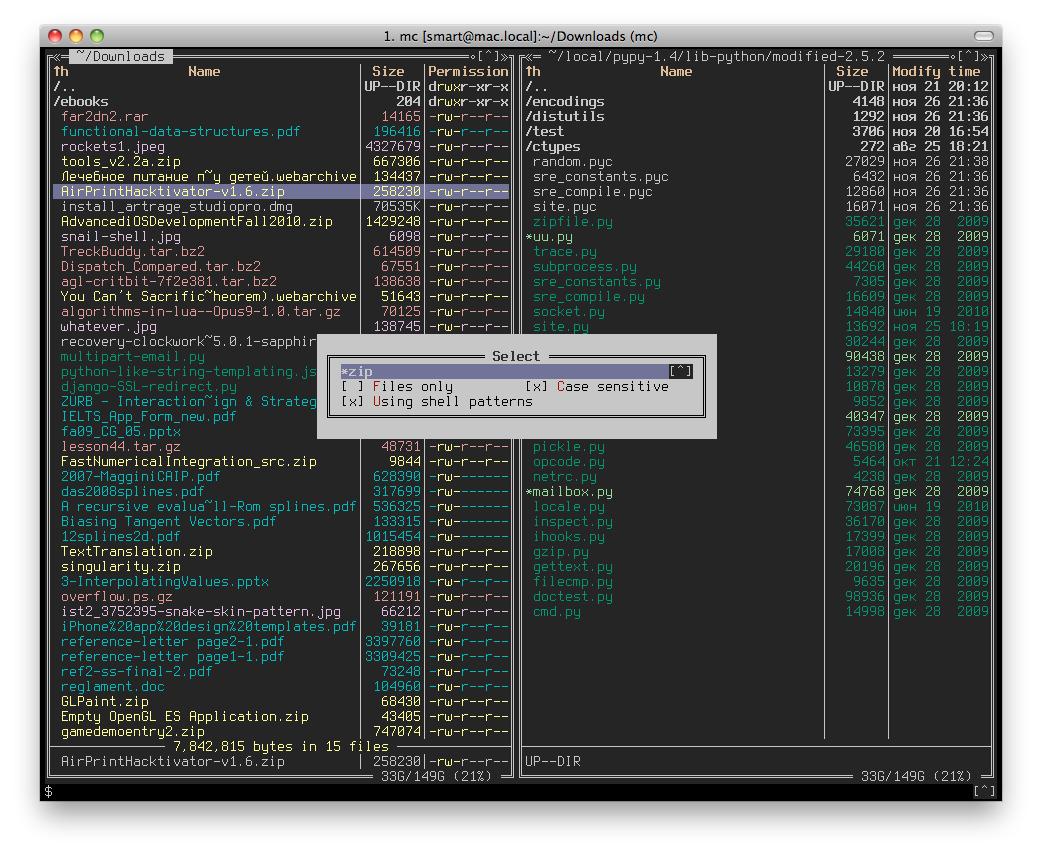 1. mc [smart@mac.local]:~/Downloads (mc)
~/Downloads
↑n Name Size Permission
/.. UP--DIR drwxr-xr-x
/ebooks 204 drwxr-xr-x
far2dn2.rar 14165 -rw-r--r--
functional-data-structures.pdf 196416 -rw-r--r--
rockets1.jpeg 4327679 -rw-r--r--
tools_v2.2a.zip 667306 -rw-r--r--
Лечебное питание п~у детей.webarchive 134437 -rw-r--r--
AirPrintHacktivator-v1.6.zip 258230 -rw-r--r--
install_artrage_studiopro.dmg 70535K -rw-r--r--
AdvancediOSDevelopmentFall2010.zip 1429248 -rw-r--r--
snail-shell.jpg 6098 -rw-r--r--
TreckBuddy.tar.bz2 614509 -rw-r--r--
Dispatch_Compared.tar.bz2 67551 -rw-r--r--
agl-critbit-7f2e381.tar.bz2 138638 -rw-r--r--
You Can't Sacrific~heorem).webarchive 51643 -rw-r--r--
algorithms-in-lua--Opus9-1.0.tar.gz 70125 -rw-r--r--
whatever.jpg 138745 -rw-r--r--
recovery-clockwork~5.0.1-sapphir
multipart-email.py
python-like-string-templating.js
django-SSL-redirect.py
ZURB - Interaction~ign & Strateg
IELTS_App_Form_new.pdf
fa09_CG_05.pptx
lesson44.tar.gz 48731 -rw-r--r--
FastNumericalIntegration_src.zip 9844 -rw-r--r--
2007-MagginiCAIP.pdf 628390 -rw-------
das2008splines.pdf 317699 -rw-------
A recursive evalua~ll-Rom splines.pdf 536325 -rw-------
Biasing Tangent Vectors.pdf 133315 -rw-------
12splines2d.pdf 1015454 -rw-------
TextTranslation.zip 218898 -rw-r--r--
singularity.zip 267656 -rw-r--r--
3-InterpolatingValues.pptx 2250918 -rw-r--r--
overflow.ps.gz 121191 -rw-r--r--
ist2_3752395-snake-skin-pattern.jpg 66212 -rw-r--r--
iPhone%20app%20design%20templates.pdf 39181 -rw-r--r--
reference-letter page2-1.pdf 3397760 -rw-r--r--
reference-letter page1-1.pdf 3309425 -rw-r--r--
ref2-ss-final-2.pdf 73248 -rw-r--r--
reglament.doc 104960 -rw-r--r--
GLPaint.zip 68430 -rw-r--r--
Empty OpenGL ES Application.zip 43405 -rw-r--r--
gamedemoentry2.zip 747074 -rw-r--r--
7,842,815 bytes in 15 files
AirPrintHacktivator-v1.6.zip 258230 -rw-r--r--
33G/149G (21%)
~/local/pypy-1.4/lib-python/modified-2.5.2
↑n Name Size Modify time
/.. UP--DIR ноя 21 20:12
/encodings 4148 ноя 26 21:36
/distutils 1292 ноя 26 21:36
/test 3706 ноя 20 16:54
/ctypes 272 авг 25 18:21
random.pyc 27029 ноя 26 21:38
sre_constants.pyc 6432 ноя 26 21:36
sre_compile.pyc 12860 ноя 26 21:36
site.pyc 16071 ноя 26 21:36
zipfile.py 35621 дек 28 2009
*uu.py 6071 дек 28 2009
trace.py 29180 дек 28 2009
subprocess.py 44260 дек 28 2009
sre_constants.py 7305 дек 28 2009
sre_compile.py 16609 дек 28 2009
socket.py 14840 июн 19 2010
site.py 13692 ноя 25 18:19
30244 дек 28 2009
90438 дек 28 2009
13279 дек 28 2009
10878 дек 28 2009
9852 дек 28 2009
40347 дек 28 2009
73395 дек 28 2009
pickle.py 46580 дек 28 2009
opcode.py 5464 окт 21 12:24
netrc.py 4238 дек 28 2009
*mailbox.py 74768 дек 28 2009
locale.py 73087 июн 19 2010
inspect.py 36170 дек 28 2009
ihooks.py 17399 дек 28 2009
gzip.py 17008 дек 28 2009
gettext.py 20196 дек 28 2009
filecmp.py 9635 дек 28 2009
doctest.py 98936 дек 28 2009
cmd.py 14998 дек 28 2009
UP--DIR
33G/149G (21%)
Select
*zip [^]
[ ] Files only [x] Case sensitive
[x] Using shell patterns
$ [^]